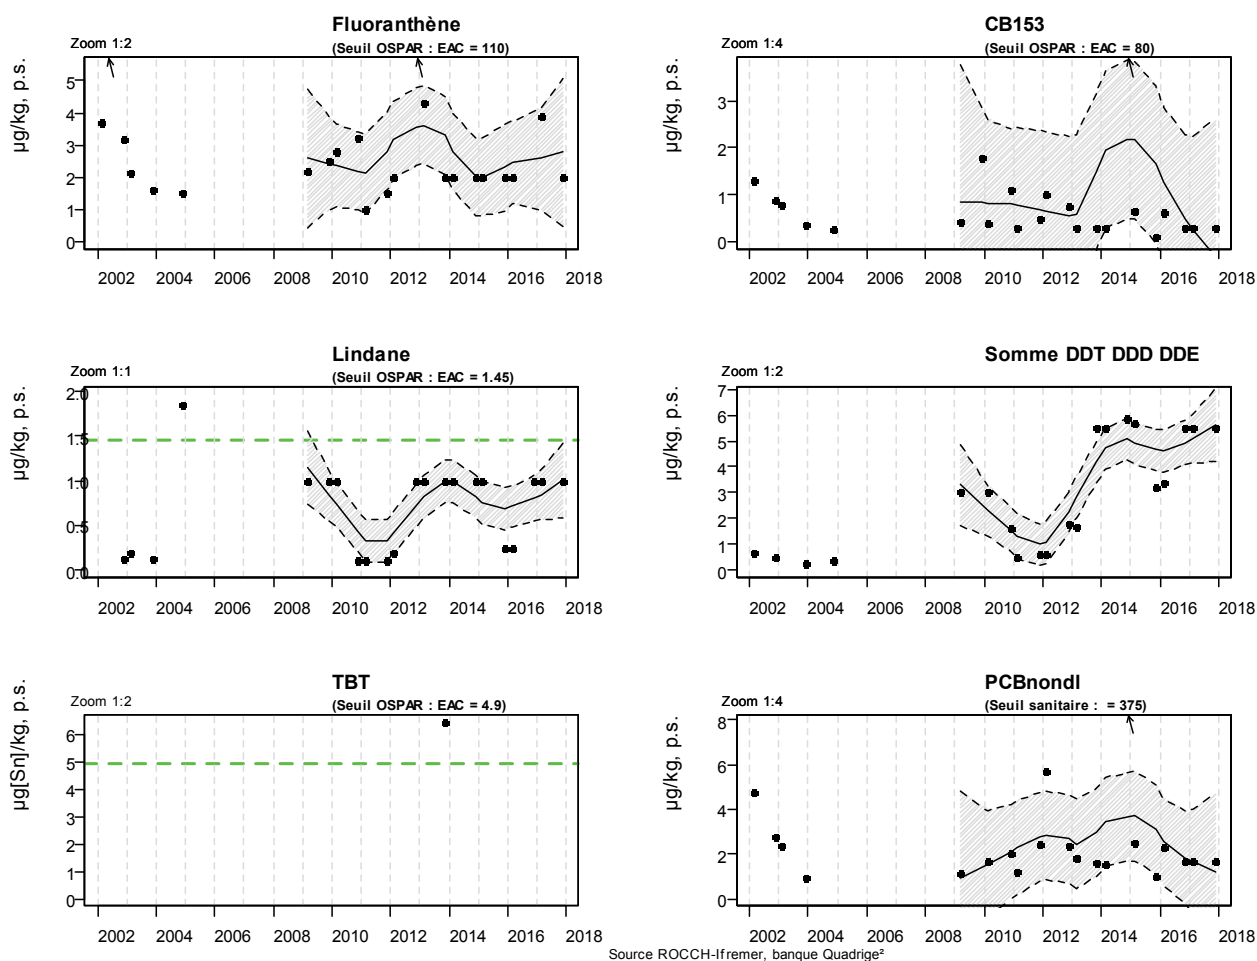 Fluoranthène
Zoom 1:2
(Seuil OSPAR : EAC = 110)
µg/kg, p.s.
5
4
3
2
1
0
2002 2004 2006 2008 2010 2012 2014 2016 2018
CB153
Zoom 1:4
(Seuil OSPAR : EAC = 80)
µg/kg, p.s.
3
2
1
0
2002 2004 2006 2008 2010 2012 2014 2016 2018
Lindane
Zoom 1:1
(Seuil OSPAR : EAC = 1.45)
µg/kg, p.s.
2.0
1.5
1.0
0.5
0.0
2002 2004 2006 2008 2010 2012 2014 2016 2018
Somme DDT DDD DDE
Zoom 1:2
µg/kg, p.s.
7
6
5
4
3
2
1
0
2002 2004 2006 2008 2010 2012 2014 2016 2018
TBT
Zoom 1:2
(Seuil OSPAR : EAC = 4.9)
µg[Sn]/kg, p.s.
6
5
4
3
2
1
0
2002 2004 2006 2008 2010 2012 2014 2016 2018
PCBnondl
Zoom 1:4
(Seuil sanitaire : = 375)
µg/kg, p.s.
8
6
4
2
0
2002 2004 2006 2008 2010 2012 2014 2016 2018
Source ROCCH-Ifremer, banque Quadrige²